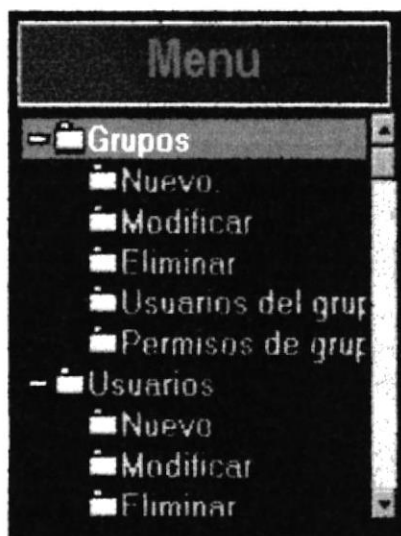 Menu
Grupos
Nuevo.
Modificar
Eliminar
Usuarios del grup
Permisos de grup
Usuarios
Nuevo
Modificar
Eliminar